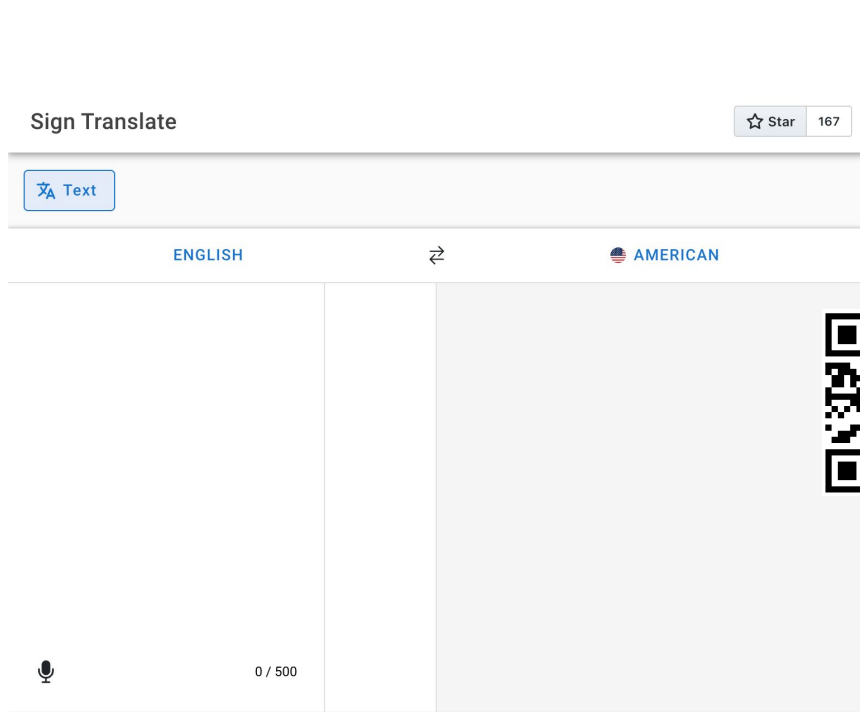 Sign Translate
Star 167
Text
ENGLISH AMERICAN
0 / 500